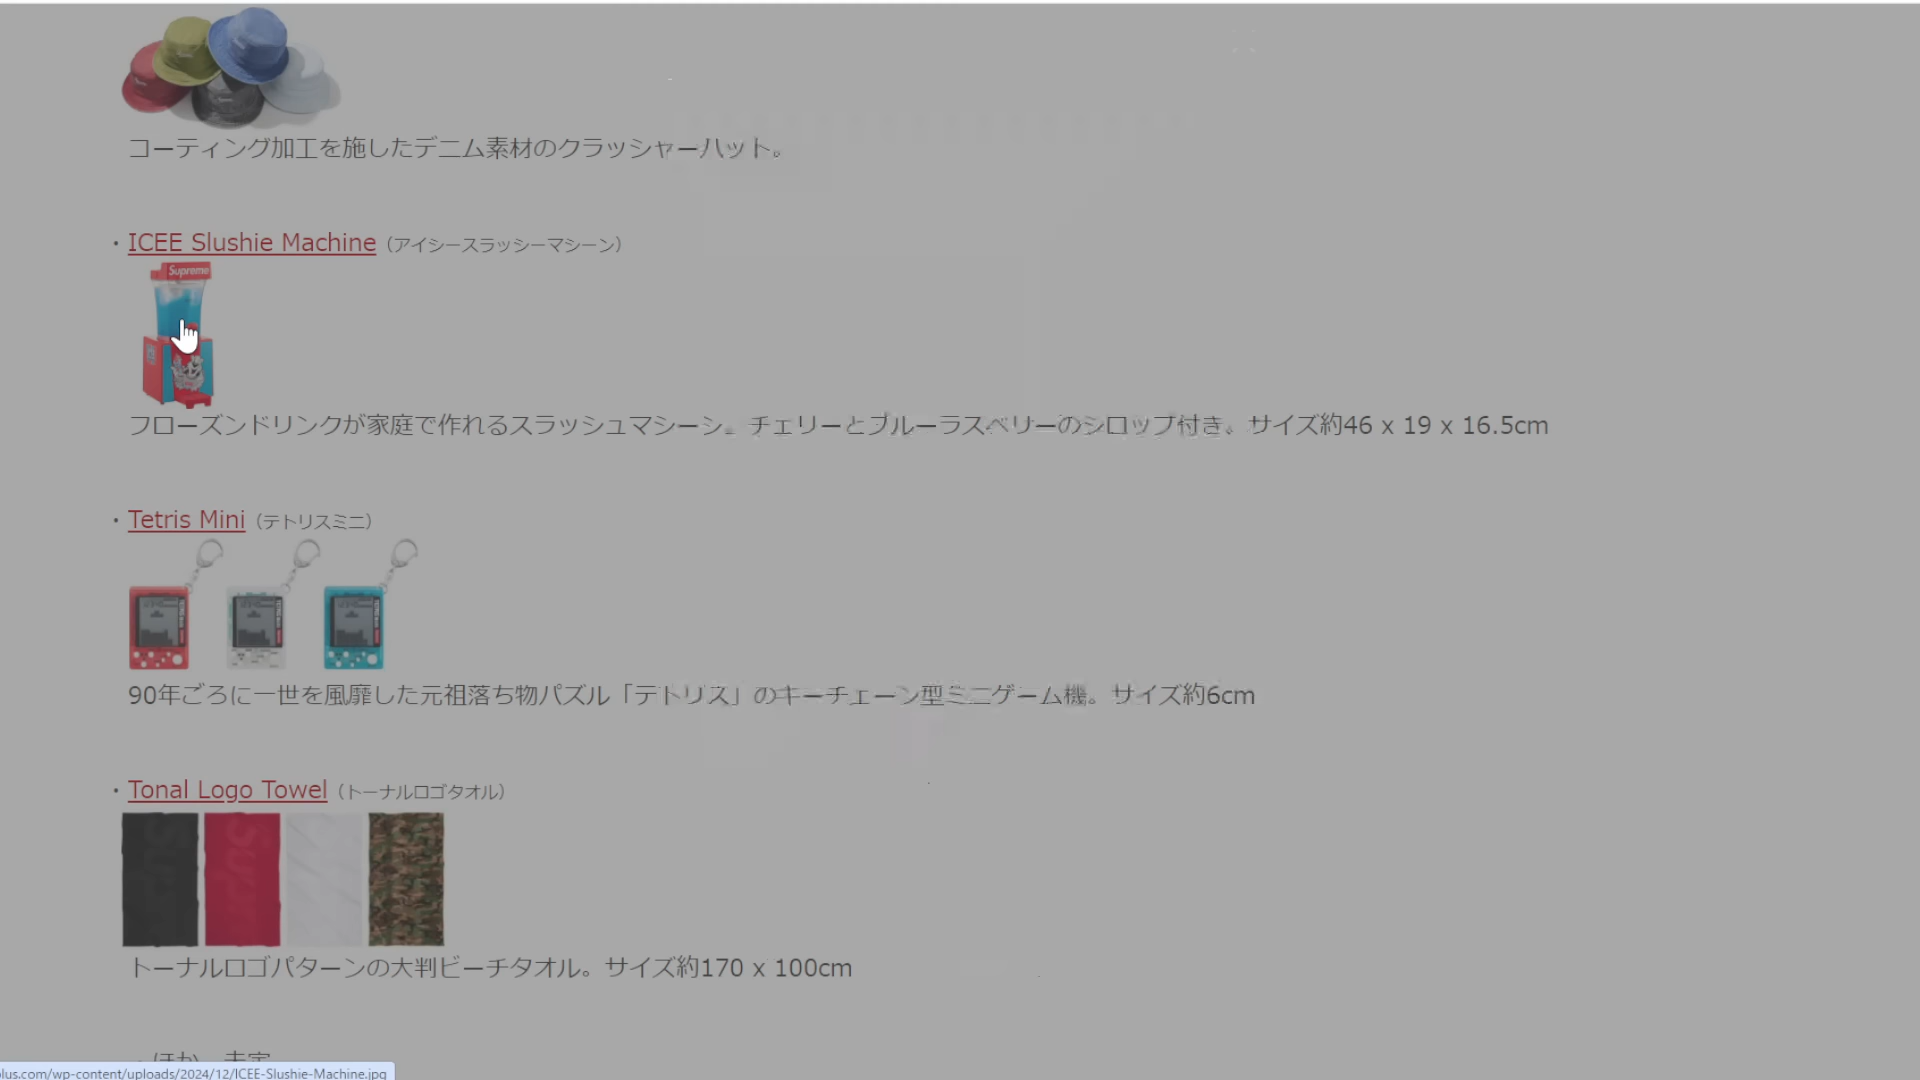 コーティング加工を施したデニム素材のクラッシャーハット。
・ICEE Slushie Machine（アイシースラッシーマシーン）
Supreme
フローズンドリンクが家庭で作れるスラッシュマシーン。チェリーとブルーラズベリーのシロップ付き。サイズ約46 x 19 x 16.5cm
・Tetris Mini（テトリスミニ）
90年ごろに一世を風靡した元祖落ち物パズル「テトリス」のキーチェーン型ミニゲーム機。サイズ約6cm
・Tonal Logo Towel（トーナルロゴタオル）
トーナルロゴパターンの大判ビーチタオル。サイズ約170 x 100cm
・ほか、未定
plus.com/wp-content/uploads/2024/12/ICEE-Slushie-Machine.jpg